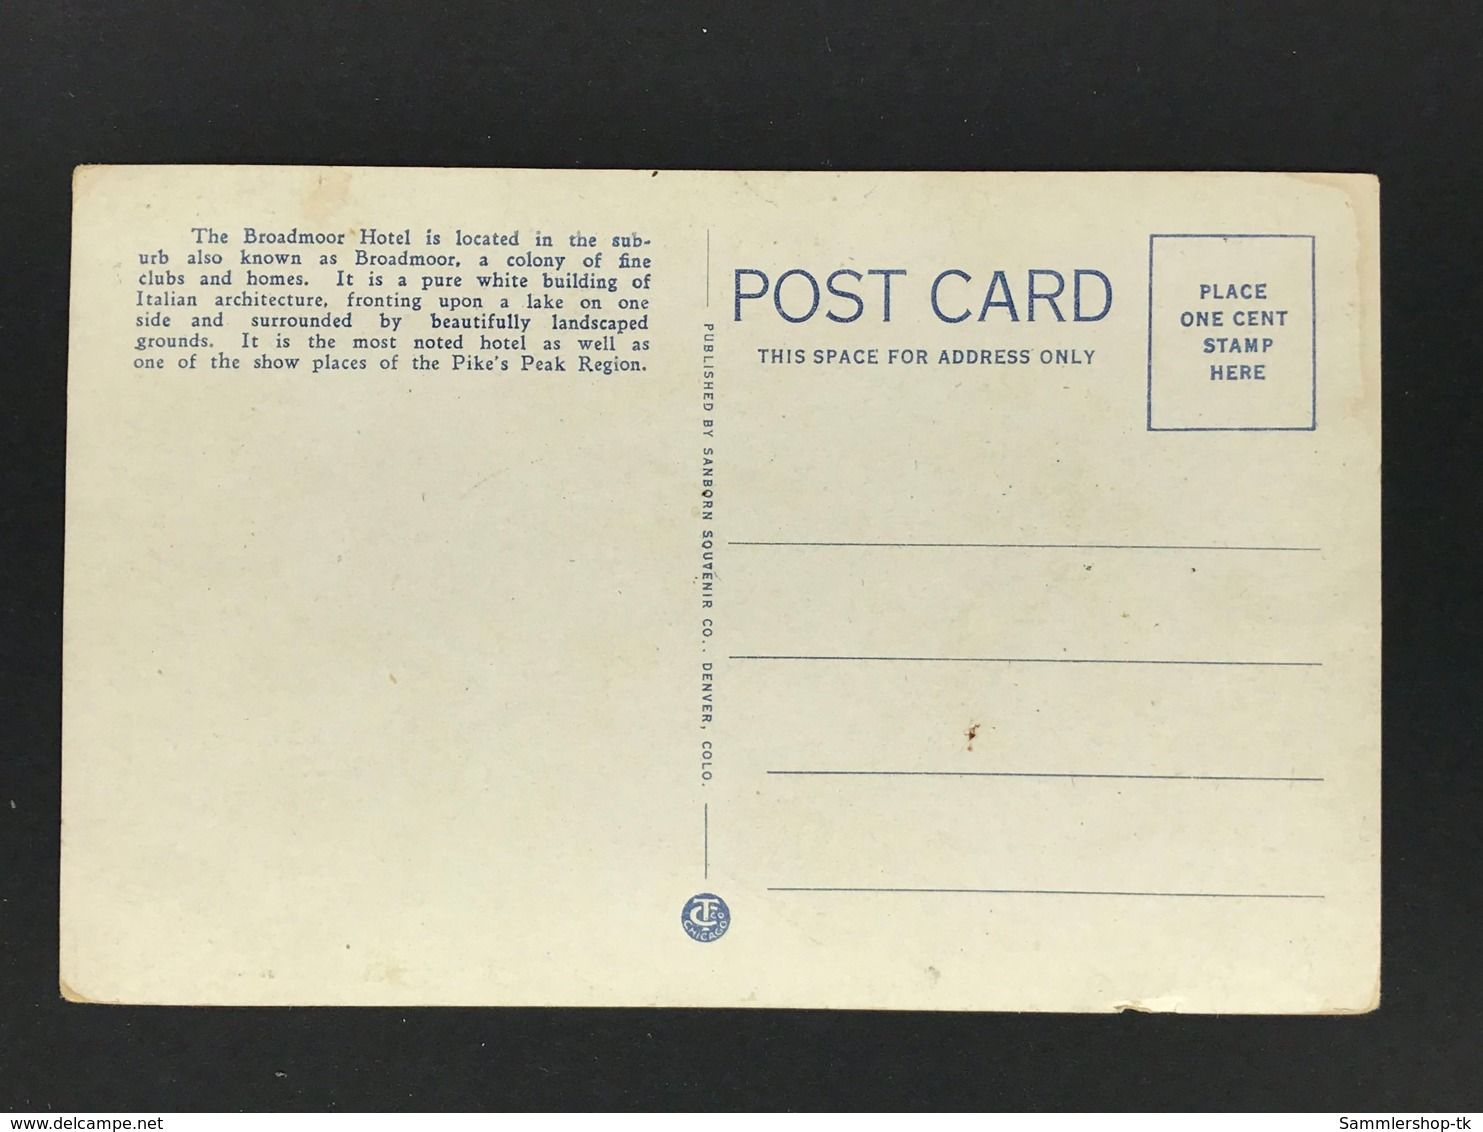 The Broadmoor Hotel is located in the sub-
urb also known as Broadmoor, a colony of fine
clubs and homes. It is a pure white building of
Italian architecture, fronting upon a lake on one
side and surrounded by beautifully landscaped
grounds. It is the most noted hotel as well as
one of the show places of the Pike's Peak Region.
PUBLISHED BY SANBORN SOUVENIR CO., DENVER, COLO.
CT CO
CHICAGO
POST CARD
THIS SPACE FOR ADDRESS ONLY
PLACE
ONE CENT
STAMP
HERE
www.delcampe.net
Sammlershop-tk